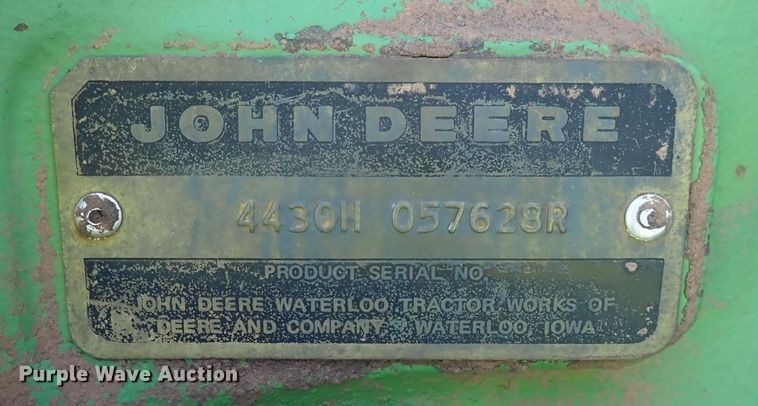 JOHN DEERE
4430H 057628R
PRODUCT SERIAL NO.
JOHN DEERE WATERLOO TRACTOR WORKS OF
DEERE AND COMPANY WATERLOO, IOWA
Purple Wave Auction